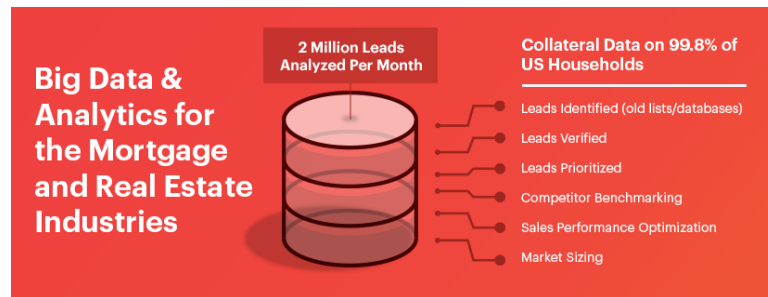 Big Data &
Analytics for
the Mortgage
and Real Estate
Industries
2 Million Leads
Analyzed Per Month
Collateral Data on 99.8% of
US Households
Leads Identified (old lists/databases)
Leads Verified
Leads Prioritized
Competitor Benchmarking
Sales Performance Optimization
Market Sizing